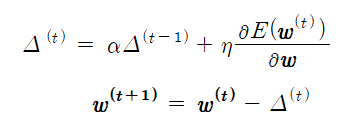 Δ^(t) = αΔ^(t−1) + η ∂E(w^(t))/∂w
w^(t+1) = w^(t) − Δ^(t)